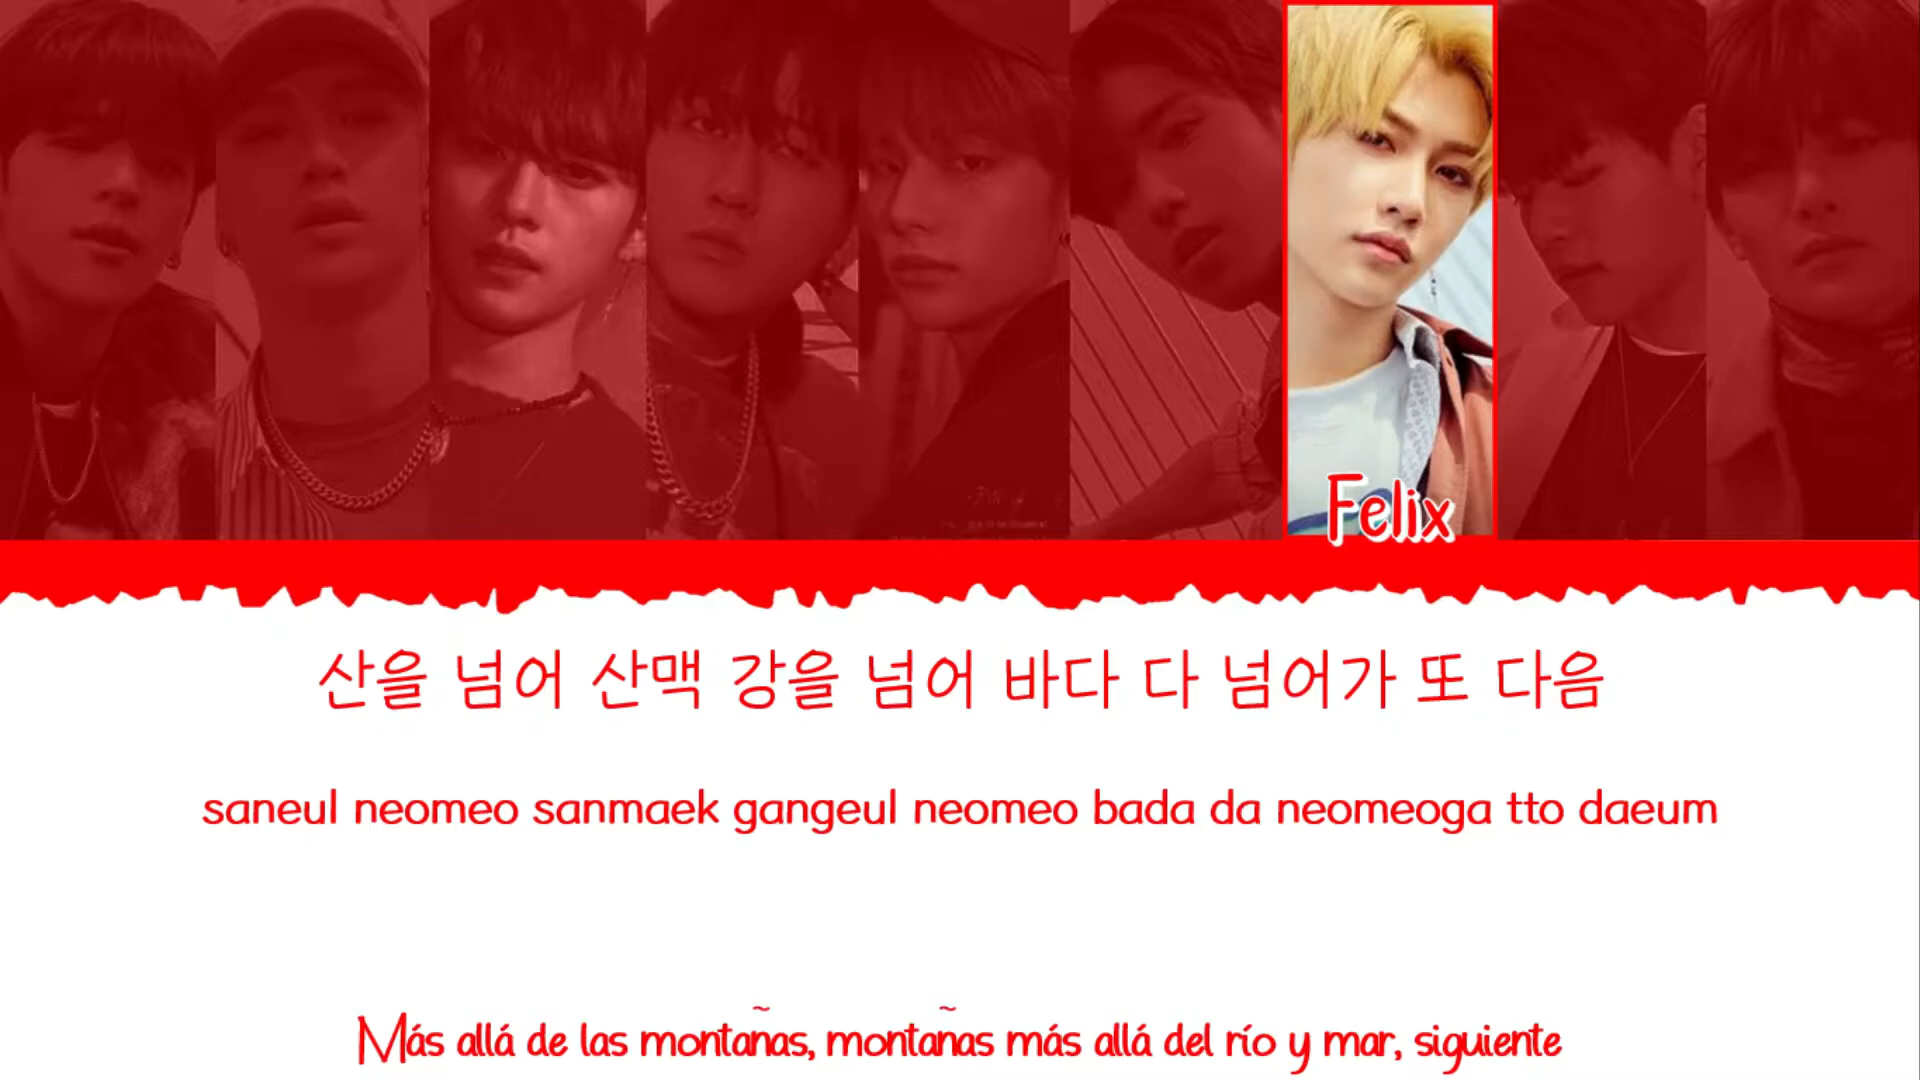 Felix
산을 넘어 산맥 강을 넘어 바다 다 넘어가 또 다음
saneul neomeo sanmaek gangeul neomeo bada da neomeoga tto daeum
Más allá de las montañas, montañas más allá del río y mar, siguiente